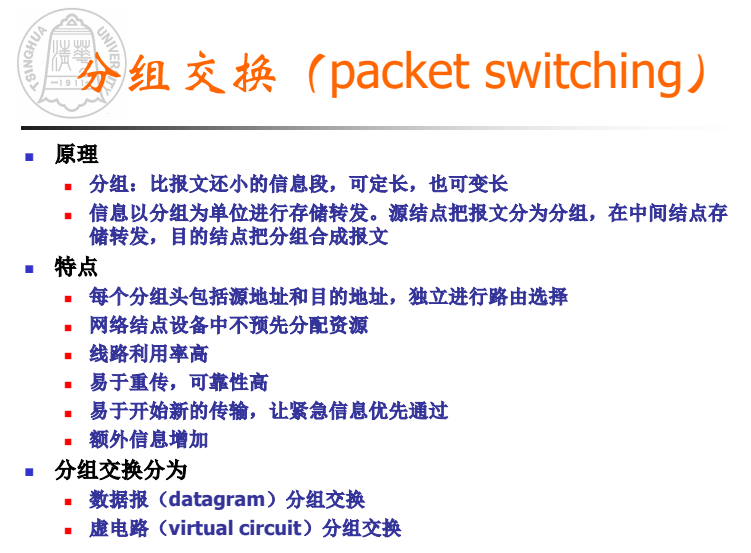 TSINGHUA UNIVERSITY
-1911-
分组交换（packet switching）
原理
分组：比报文还小的信息段，可定长，也可变长
信息以分组为单位进行存储转发。源结点把报文分为分组，在中间结点存
储转发，目的结点把分组合成报文
特点
每个分组头包括源地址和目的地址，独立进行路由选择
网络结点设备中不预先分配资源
线路利用率高
易于重传，可靠性高
易于开始新的传输，让紧急信息优先通过
额外信息增加
分组交换分为
数据报（datagram）分组交换
虚电路（virtual circuit）分组交换